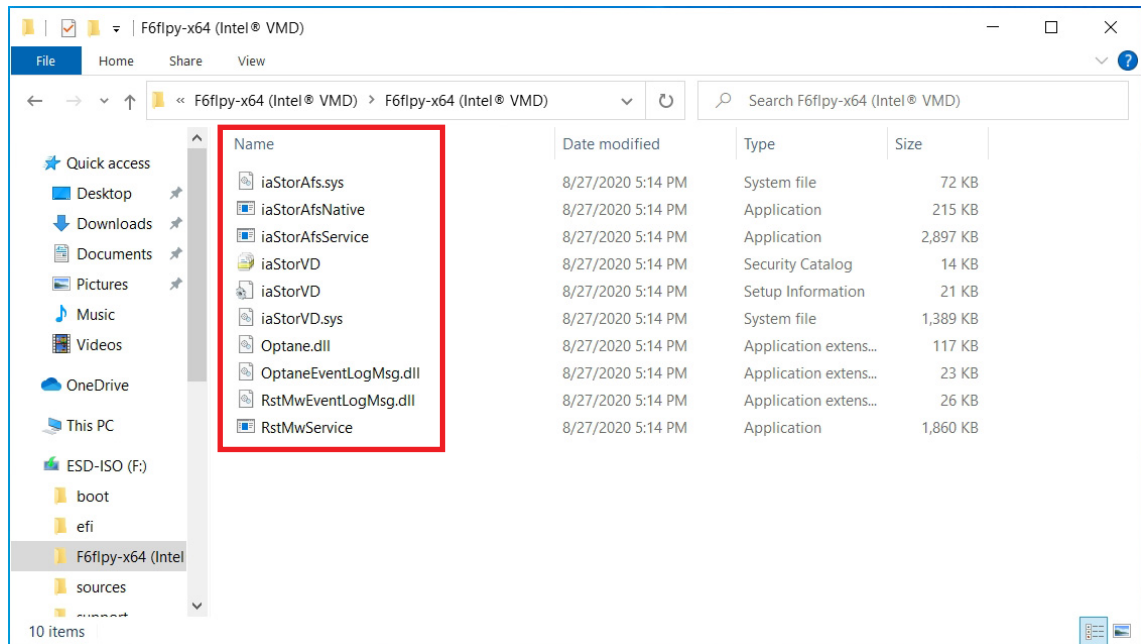 F6flpy-x64 (Intel® VMD)
File Home Share View
« F6flpy-x64 (Intel® VMD) > F6flpy-x64 (Intel® VMD) Search F6flpy-x64 (Intel® VMD)
Name Date modified Type Size
Quick access
Desktop
Downloads
Documents
Pictures
Music
Videos
OneDrive
This PC
ESD-ISO (F:)
boot
efi
F6flpy-x64 (Intel
sources
support
iaStorAfs.sys 8/27/2020 5:14 PM System file 72 KB
iaStorAfsNative 8/27/2020 5:14 PM Application 215 KB
iaStorAfsService 8/27/2020 5:14 PM Application 2,897 KB
iaStorVD 8/27/2020 5:14 PM Security Catalog 14 KB
iaStorVD 8/27/2020 5:14 PM Setup Information 21 KB
iaStorVD.sys 8/27/2020 5:14 PM System file 1,389 KB
Optane.dll 8/27/2020 5:14 PM Application extens... 117 KB
OptaneEventLogMsg.dll 8/27/2020 5:14 PM Application extens... 23 KB
RstMwEventLogMsg.dll 8/27/2020 5:14 PM Application extens... 26 KB
RstMwService 8/27/2020 5:14 PM Application 1,860 KB
10 items